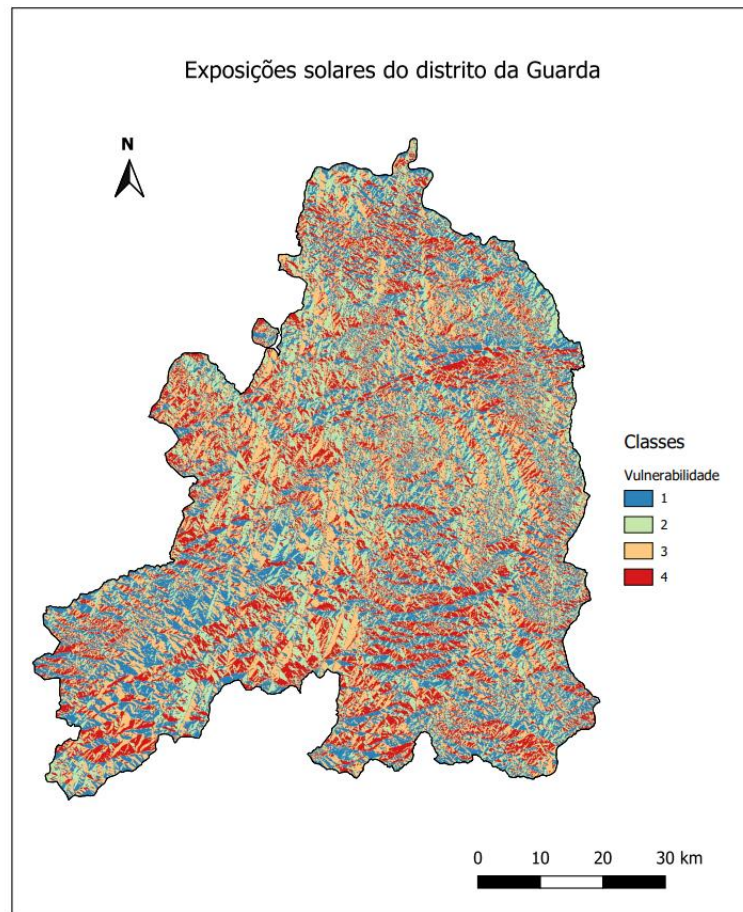 Exposições solares do distrito da Guarda
N
Classes
Vulnerabilidade
1
2
3
4
0 10 20 30 km